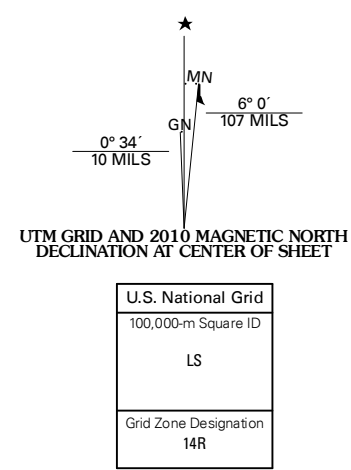 MN
GN
6° 0´
107 MILS
0° 34´
10 MILS
UTM GRID AND 2010 MAGNETIC NORTH
DECLINATION AT CENTER OF SHEET
U.S. National Grid
100,000-m Square ID
LS
Grid Zone Designation
14R